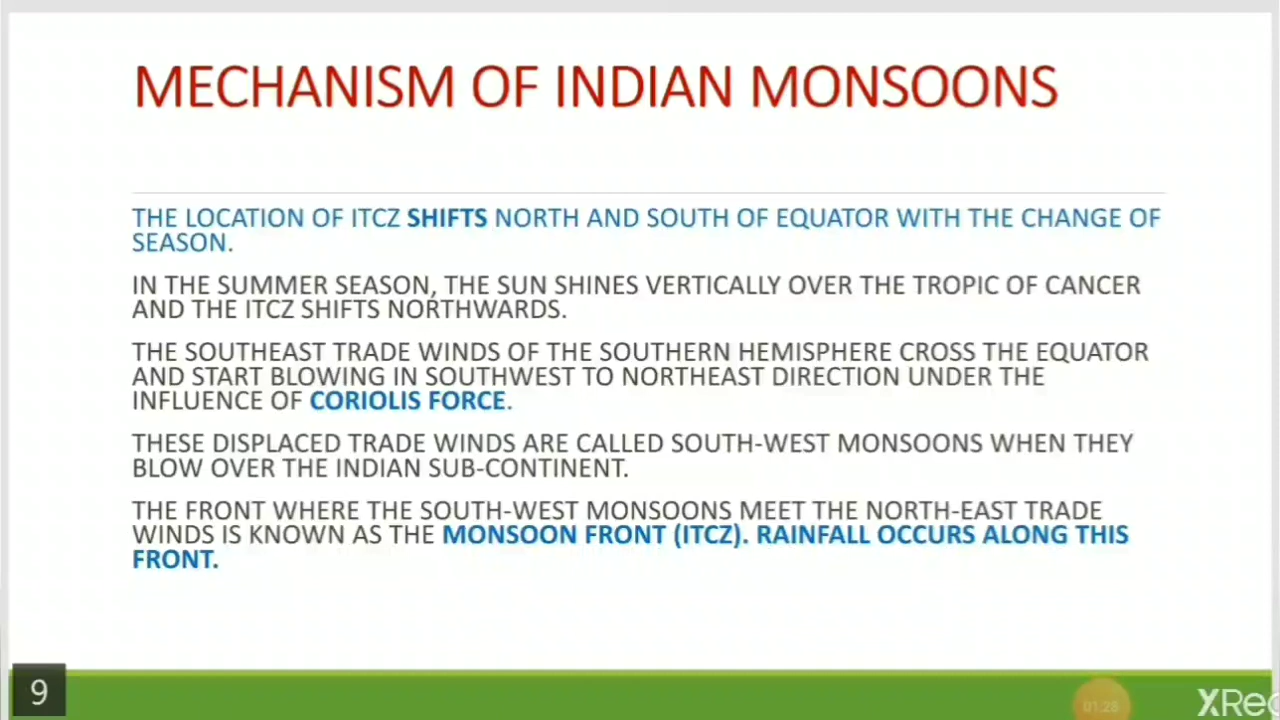 MECHANISM OF INDIAN MONSOONS
THE LOCATION OF ITCZ SHIFTS NORTH AND SOUTH OF EQUATOR WITH THE CHANGE OF
SEASON.
IN THE SUMMER SEASON, THE SUN SHINES VERTICALLY OVER THE TROPIC OF CANCER
AND THE ITCZ SHIFTS NORTHWARDS.
THE SOUTHEAST TRADE WINDS OF THE SOUTHERN HEMISPHERE CROSS THE EQUATOR
AND START BLOWING IN SOUTHWEST TO NORTHEAST DIRECTION UNDER THE
INFLUENCE OF CORIOLIS FORCE.
THESE DISPLACED TRADE WINDS ARE CALLED SOUTH-WEST MONSOONS WHEN THEY
BLOW OVER THE INDIAN SUB-CONTINENT.
THE FRONT WHERE THE SOUTH-WEST MONSOONS MEET THE NORTH-EAST TRADE
WINDS IS KNOWN AS THE MONSOON FRONT (ITCZ). RAINFALL OCCURS ALONG THIS
FRONT.
9
01:28
XRec